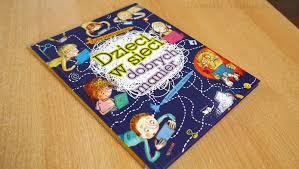 Dzieci
w sieci
dobrych
manier